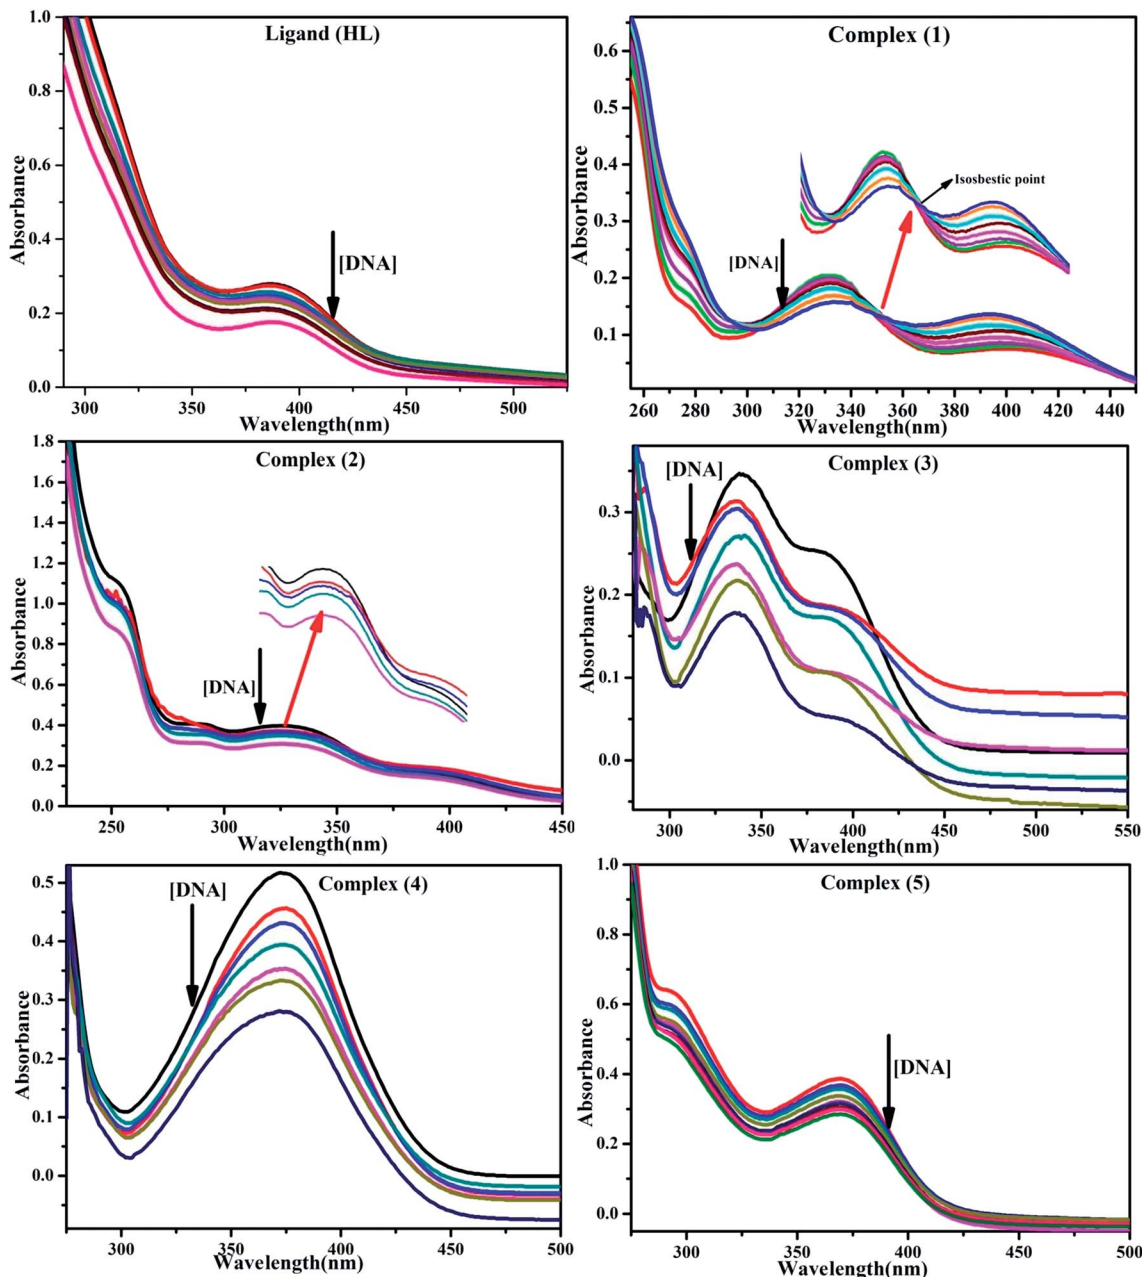 Ligand (HL)
1.0
0.8
0.6
0.4
0.2
0.0
Absorbance
[DNA]
300 350 400 450 500
Wavelength(nm)
Complex (1)
0.6
0.5
0.4
0.3
0.2
0.1
Absorbance
Isosbestic point
[DNA]
260 280 300 320 340 360 380 400 420 440
Wavelength(nm)
Complex (2)
1.8
1.6
1.4
1.2
1.0
0.8
0.6
0.4
0.2
0.0
Absorbance
[DNA]
250 300 350 400 450
Wavelength(nm)
Complex (3)
0.3
0.2
0.1
0.0
Absorbance
[DNA]
300 350 400 450 500 550
Wavelength(nm)
Complex (4)
0.5
0.4
0.3
0.2
0.1
0.0
Absorbance
[DNA]
300 350 400 450 500
Wavelength(nm)
Complex (5)
1.0
0.8
0.6
0.4
0.2
0.0
Absorbance
[DNA]
300 350 400 450 500
Wavelength(nm)